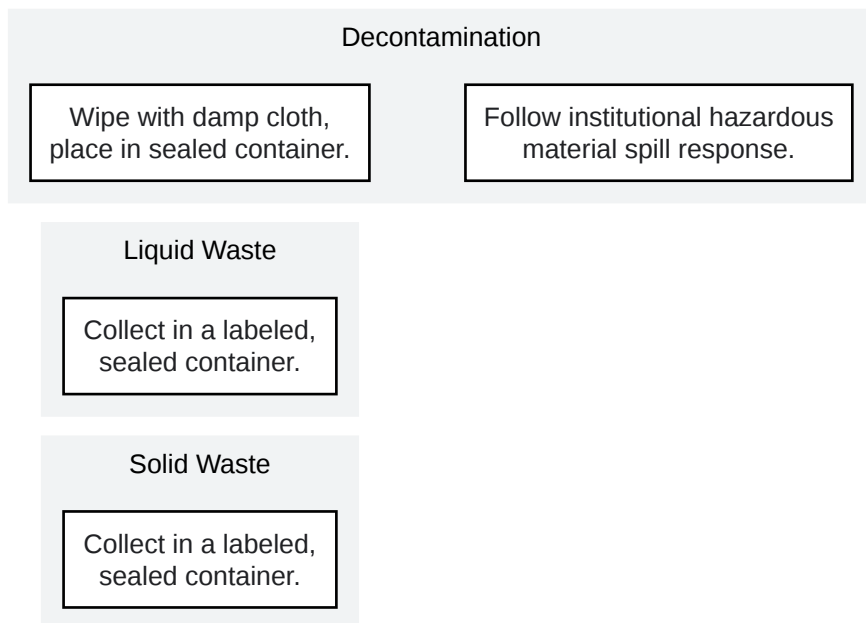 Decontamination
Wipe with damp cloth,
place in sealed container.
Follow institutional hazardous
material spill response.
Liquid Waste
Collect in a labeled,
sealed container.
Solid Waste
Collect in a labeled,
sealed container.